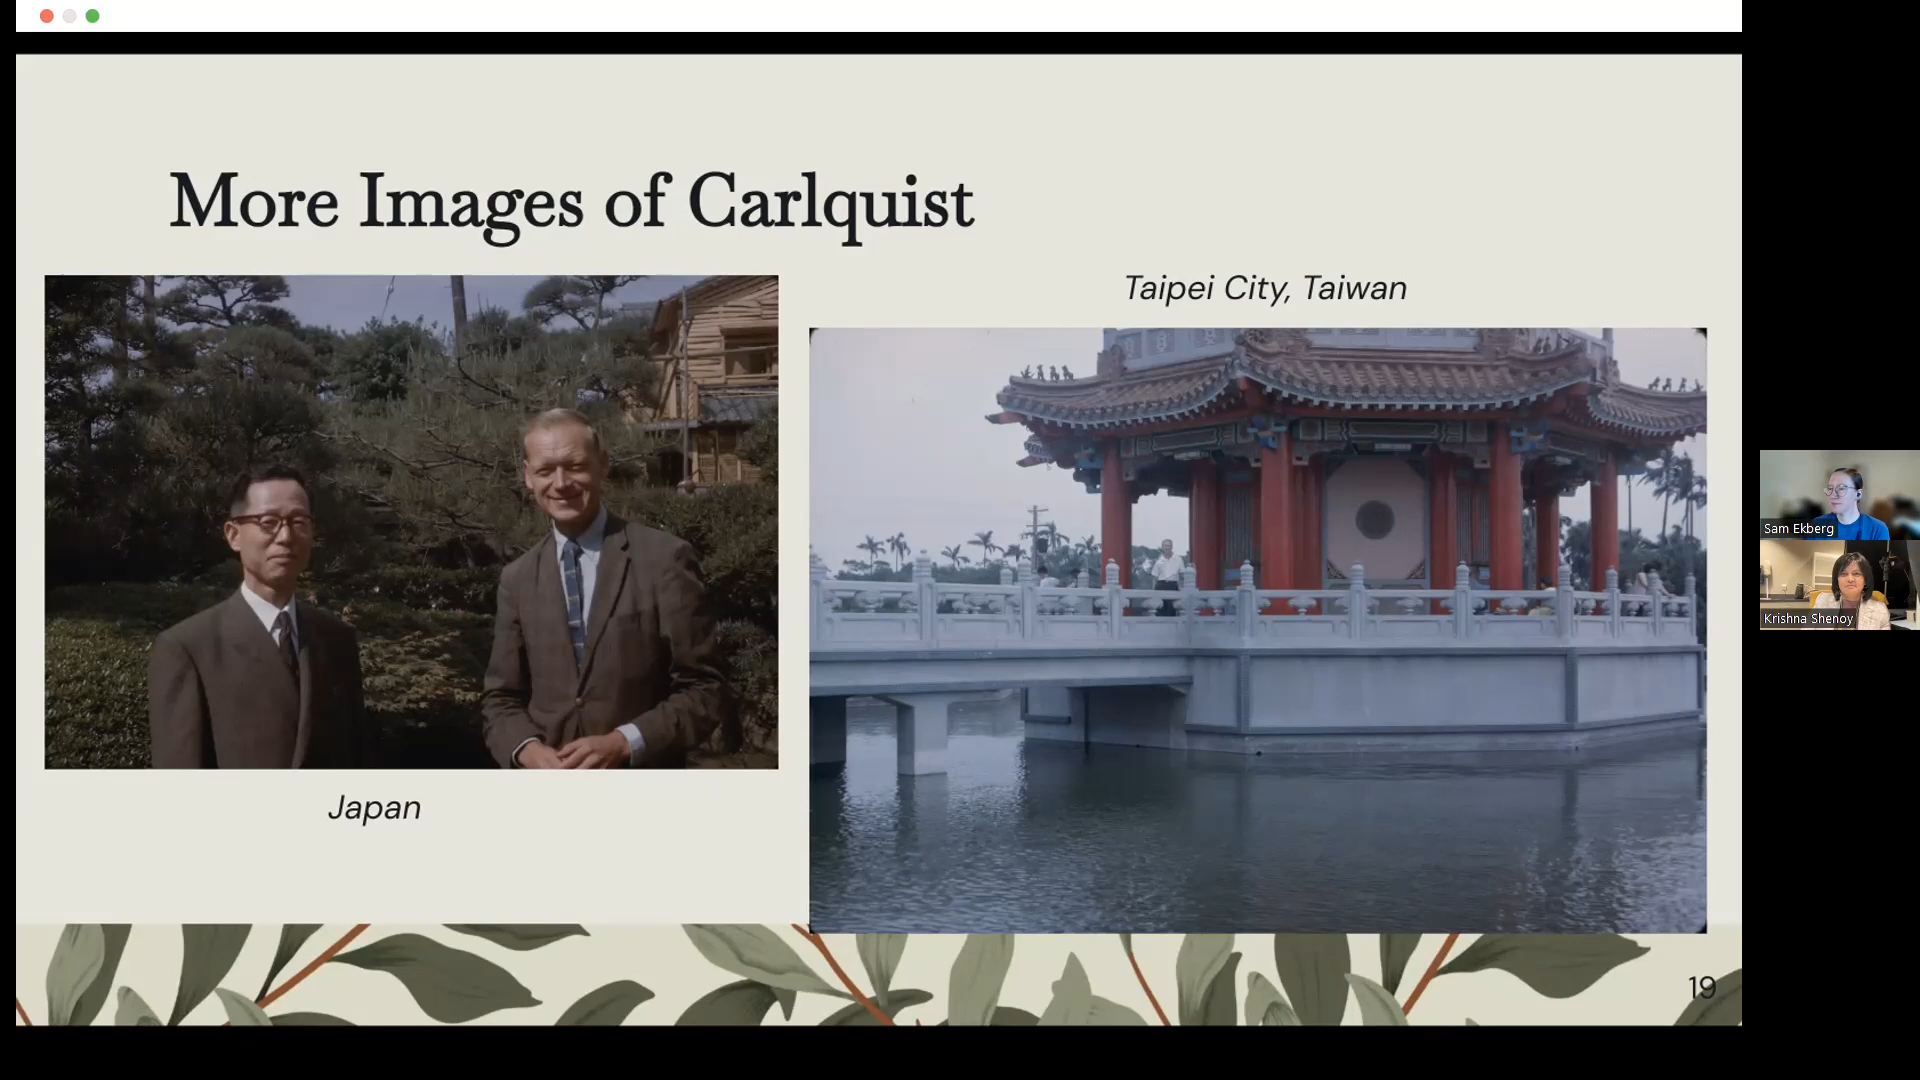 More Images of Carlquist
Taipei City, Taiwan
Japan
19
Sam Ekberg
Krishna Shenoy